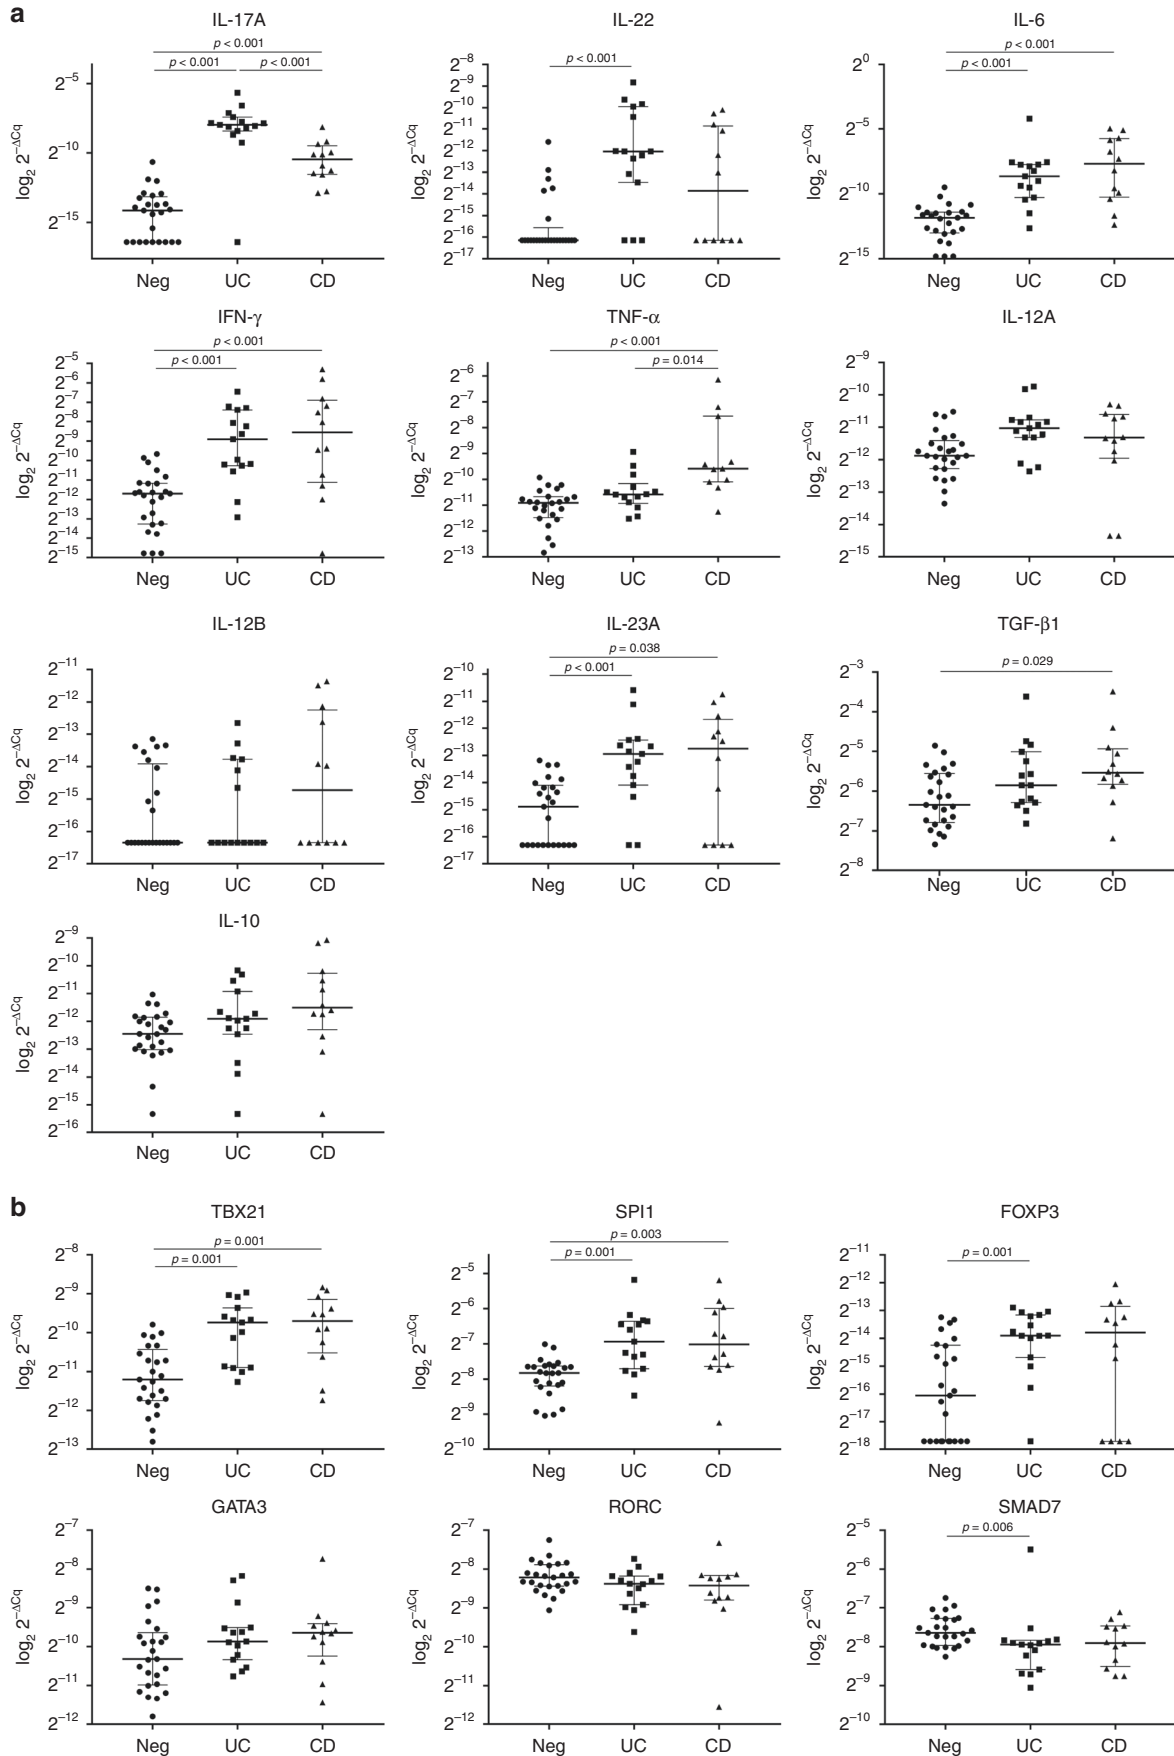 a
IL-17A
p < 0.001
p < 0.001 p < 0.001
log₂ 2^−ΔCq
2^−5
2^−10
2^−15
Neg UC CD
IL-22
p < 0.001
log₂ 2^−ΔCq
2^−8
2^−9
2^−10
2^−11
2^−12
2^−13
2^−14
2^−15
2^−16
2^−17
Neg UC CD
IL-6
p < 0.001
p < 0.001
log₂ 2^−ΔCq
2^0
2^−5
2^−10
2^−15
Neg UC CD
IFN-γ
p < 0.001
p < 0.001
log₂ 2^−ΔCq
2^−5
2^−6
2^−7
2^−8
2^−9
2^−10
2^−11
2^−12
2^−13
2^−14
2^−15
Neg UC CD
TNF-α
p < 0.001
p = 0.014
log₂ 2^−ΔCq
2^−6
2^−7
2^−8
2^−9
2^−10
2^−11
2^−12
2^−13
Neg UC CD
IL-12A
log₂ 2^−ΔCq
2^−9
2^−10
2^−11
2^−12
2^−13
2^−14
2^−15
Neg UC CD
IL-12B
log₂ 2^−ΔCq
2^−11
2^−12
2^−13
2^−14
2^−15
2^−16
2^−17
Neg UC CD
IL-23A
p = 0.038
p < 0.001
log₂ 2^−ΔCq
2^−10
2^−11
2^−12
2^−13
2^−14
2^−15
2^−16
2^−17
Neg UC CD
TGF-β1
p = 0.029
log₂ 2^−ΔCq
2^−3
2^−4
2^−5
2^−6
2^−7
2^−8
Neg UC CD
IL-10
log₂ 2^−ΔCq
2^−9
2^−10
2^−11
2^−12
2^−13
2^−14
2^−15
2^−16
Neg UC CD
b
TBX21
p = 0.001
p = 0.001
log₂ 2^−ΔCq
2^−8
2^−9
2^−10
2^−11
2^−12
2^−13
Neg UC CD
SPI1
p = 0.003
p = 0.001
log₂ 2^−ΔCq
2^−5
2^−6
2^−7
2^−8
2^−9
2^−10
Neg UC CD
FOXP3
p = 0.001
log₂ 2^−ΔCq
2^−11
2^−12
2^−13
2^−14
2^−15
2^−16
2^−17
2^−18
Neg UC CD
GATA3
log₂ 2^−ΔCq
2^−7
2^−8
2^−9
2^−10
2^−11
2^−12
Neg UC CD
RORC
log₂ 2^−ΔCq
2^−7
2^−8
2^−9
2^−10
2^−11
2^−12
Neg UC CD
SMAD7
p = 0.006
log₂ 2^−ΔCq
2^−5
2^−6
2^−7
2^−8
2^−9
2^−10
Neg UC CD